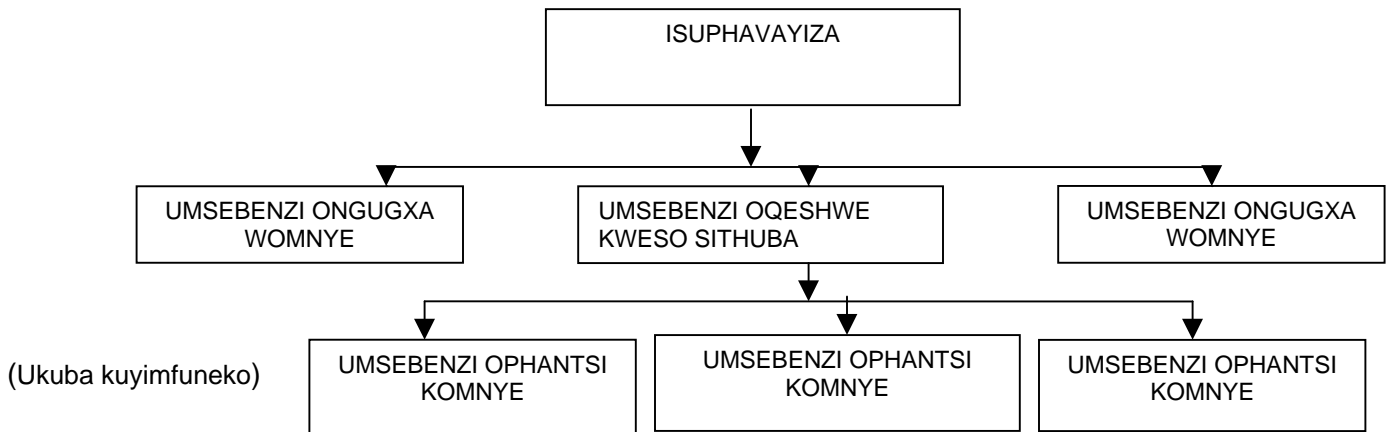 ISUPHAVAYIZA
UMSEBENZI ONGUGXA
WOMNYE
UMSEBENZI OQESHWE
KWESO SITHUBA
UMSEBENZI ONGUGXA
WOMNYE
(Ukuba kuyimfuneko)
UMSEBENZI OPHANTSI
KOMNYE
UMSEBENZI OPHANTSI
KOMNYE
UMSEBENZI OPHANTSI
KOMNYE